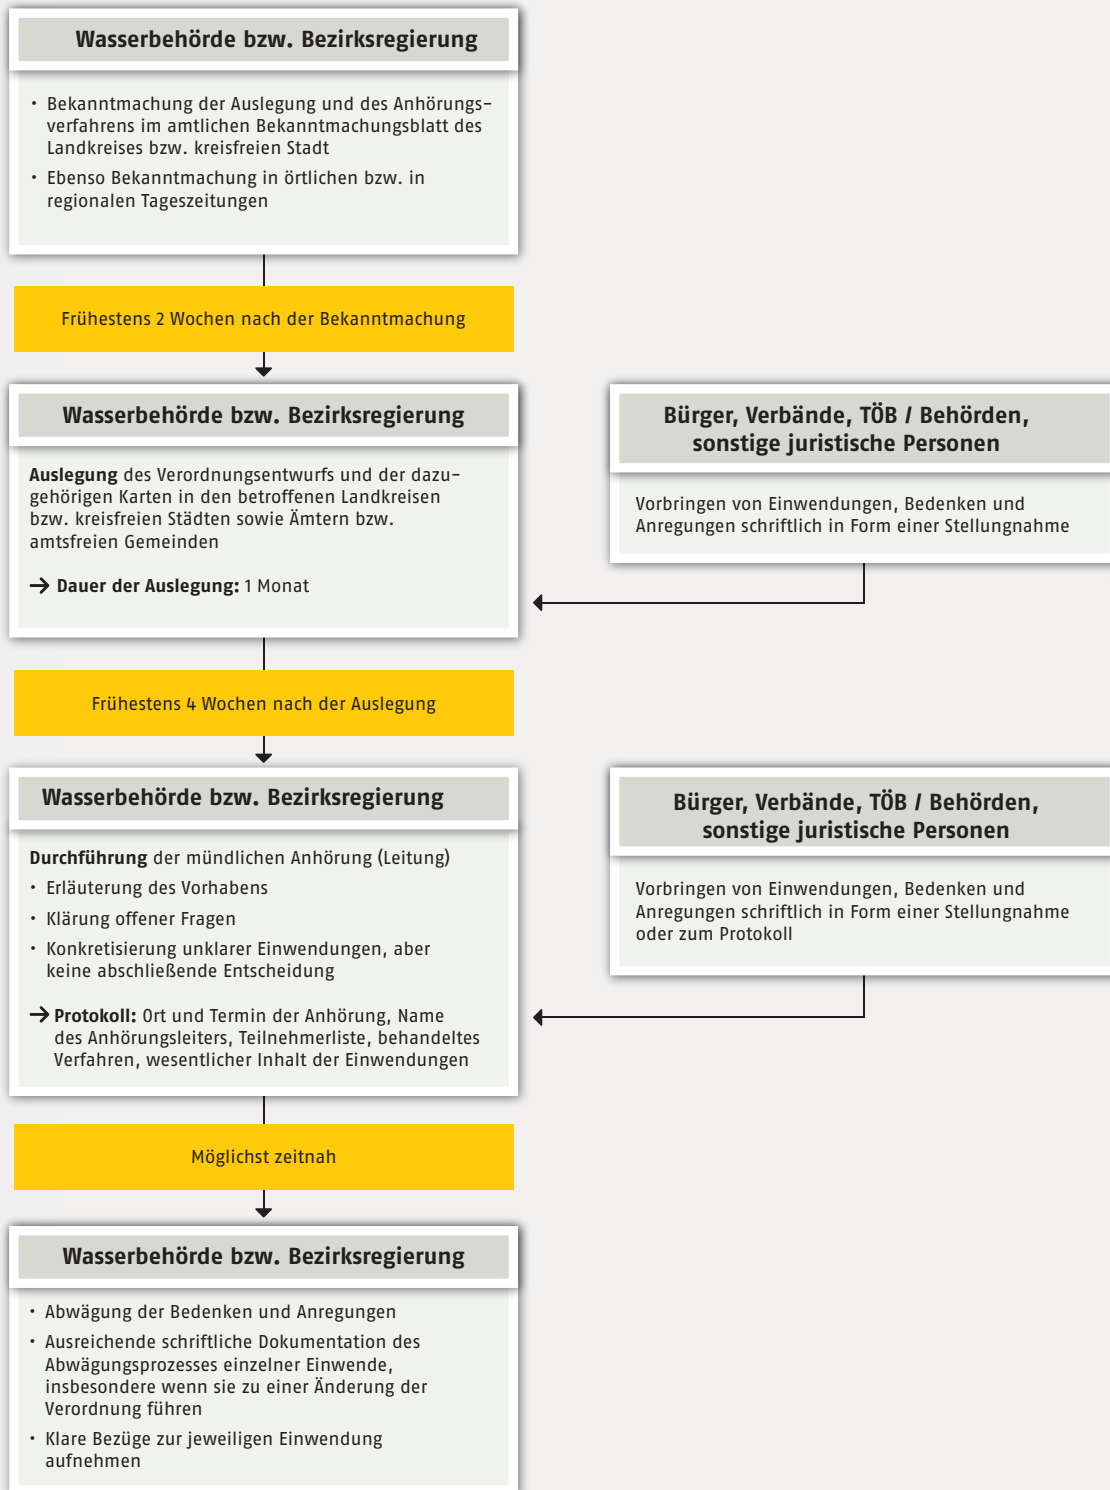 Wasserbehörde bzw. Bezirksregierung
· Bekanntmachung der Auslegung und des Anhörungs-
verfahrens im amtlichen Bekanntmachungsblatt des
Landkreises bzw. kreisfreien Stadt
· Ebenso Bekanntmachung in örtlichen bzw. in
regionalen Tageszeitungen
Frühestens 2 Wochen nach der Bekanntmachung
Wasserbehörde bzw. Bezirksregierung
Auslegung des Verordnungsentwurfs und der dazu-
gehörigen Karten in den betroffenen Landkreisen
bzw. kreisfreien Städten sowie Ämtern bzw.
amtsfreien Gemeinden
→ Dauer der Auslegung: 1 Monat
Bürger, Verbände, TÖB / Behörden,
sonstige juristische Personen
Vorbringen von Einwendungen, Bedenken und
Anregungen schriftlich in Form einer Stellungnahme
Frühestens 4 Wochen nach der Auslegung
Wasserbehörde bzw. Bezirksregierung
Durchführung der mündlichen Anhörung (Leitung)
· Erläuterung des Vorhabens
· Klärung offener Fragen
· Konkretisierung unklarer Einwendungen, aber
keine abschließende Entscheidung
→ Protokoll: Ort und Termin der Anhörung, Name
des Anhörungsleiters, Teilnehmerliste, behandeltes
Verfahren, wesentlicher Inhalt der Einwendungen
Bürger, Verbände, TÖB / Behörden,
sonstige juristische Personen
Vorbringen von Einwendungen, Bedenken und
Anregungen schriftlich in Form einer Stellungnahme
oder zum Protokoll
Möglichst zeitnah
Wasserbehörde bzw. Bezirksregierung
· Abwägung der Bedenken und Anregungen
· Ausreichende schriftliche Dokumentation des
Abwägungsprozesses einzelner Einwende,
insbesondere wenn sie zu einer Änderung der
Verordnung führen
· Klare Bezüge zur jeweiligen Einwendung
aufnehmen